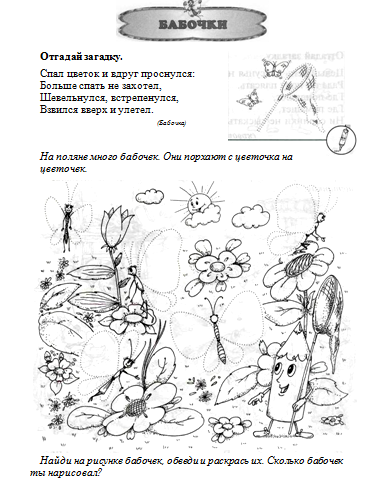 БАБОЧКИ
Отгадай загадку.
Спал цветок и вдруг проснулся:
Больше спать не захотел,
Шевельнулся, встрепенулся,
Взвился вверх и улетел.
(Бабочка)
На поляне много бабочек. Они порхают с цветочка на
цветочек.
Найди на рисунке бабочек, обведи и раскрась их. Сколько бабочек
ты нарисовал?